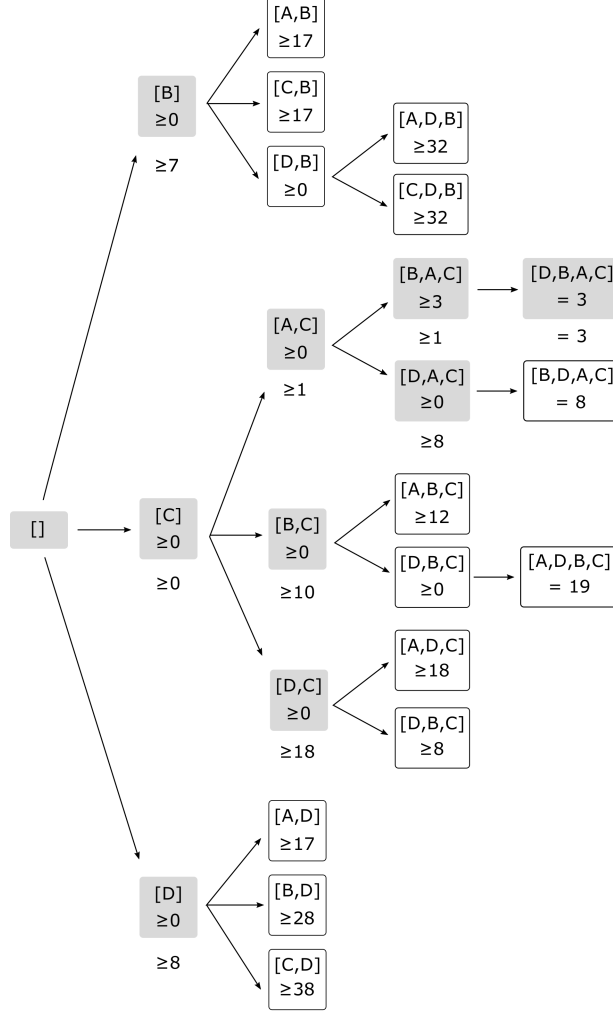 [A,B]
≥17
[B]
≥0
≥7
[C,B]
≥17
[D,B]
≥0
[A,D,B]
≥32
[C,D,B]
≥32
[]
[C]
≥0
≥0
[A,C]
≥0
≥1
[B,A,C]
≥3
≥1
[D,B,A,C]
= 3
= 3
[D,A,C]
≥0
≥8
[B,D,A,C]
= 8
[B,C]
≥0
≥10
[A,B,C]
≥12
[D,B,C]
≥0
[A,D,B,C]
= 19
[D,C]
≥0
≥18
[A,D,C]
≥18
[D,B,C]
≥8
[D]
≥0
≥8
[A,D]
≥17
[B,D]
≥28
[C,D]
≥38